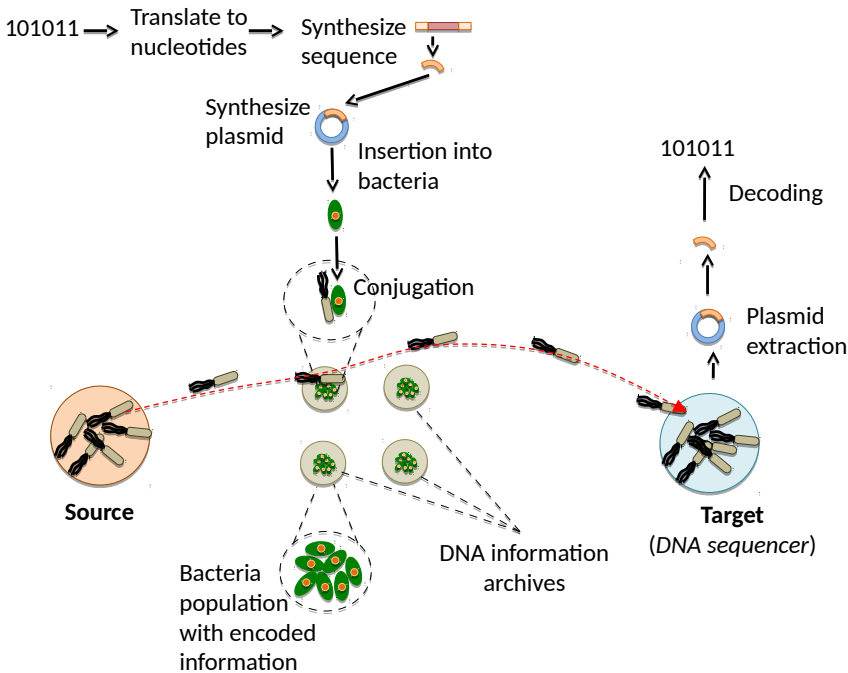 101011
Translate to
nucleotides
Synthesize
sequence
Synthesize
plasmid
Insertion into
bacteria
101011
Decoding
Conjugation
Plasmid
extraction
Source
Target
(DNA sequencer)
DNA information
archives
Bacteria
population
with encoded
information